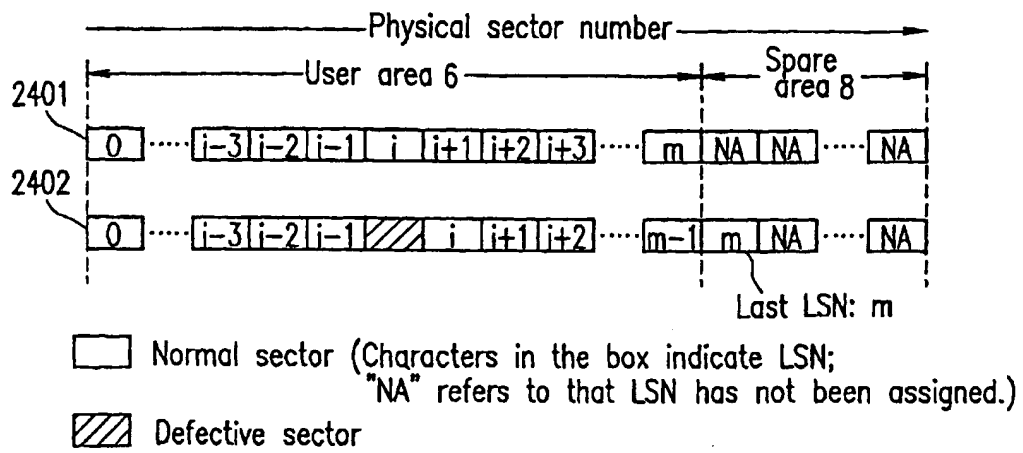 Physical sector number
User area 6
Spare
area 8
2401
0 ..... i-3 i-2 i-1 i i+1 i+2 i+3 ..... m NA NA ..... NA
2402
0 ..... i-3 i-2 i-1 i i+1 i+2 ..... m-1 m NA ..... NA
Last LSN: m
Normal sector (Characters in the box indicate LSN;
"NA" refers to that LSN has not been assigned.)
Defective sector